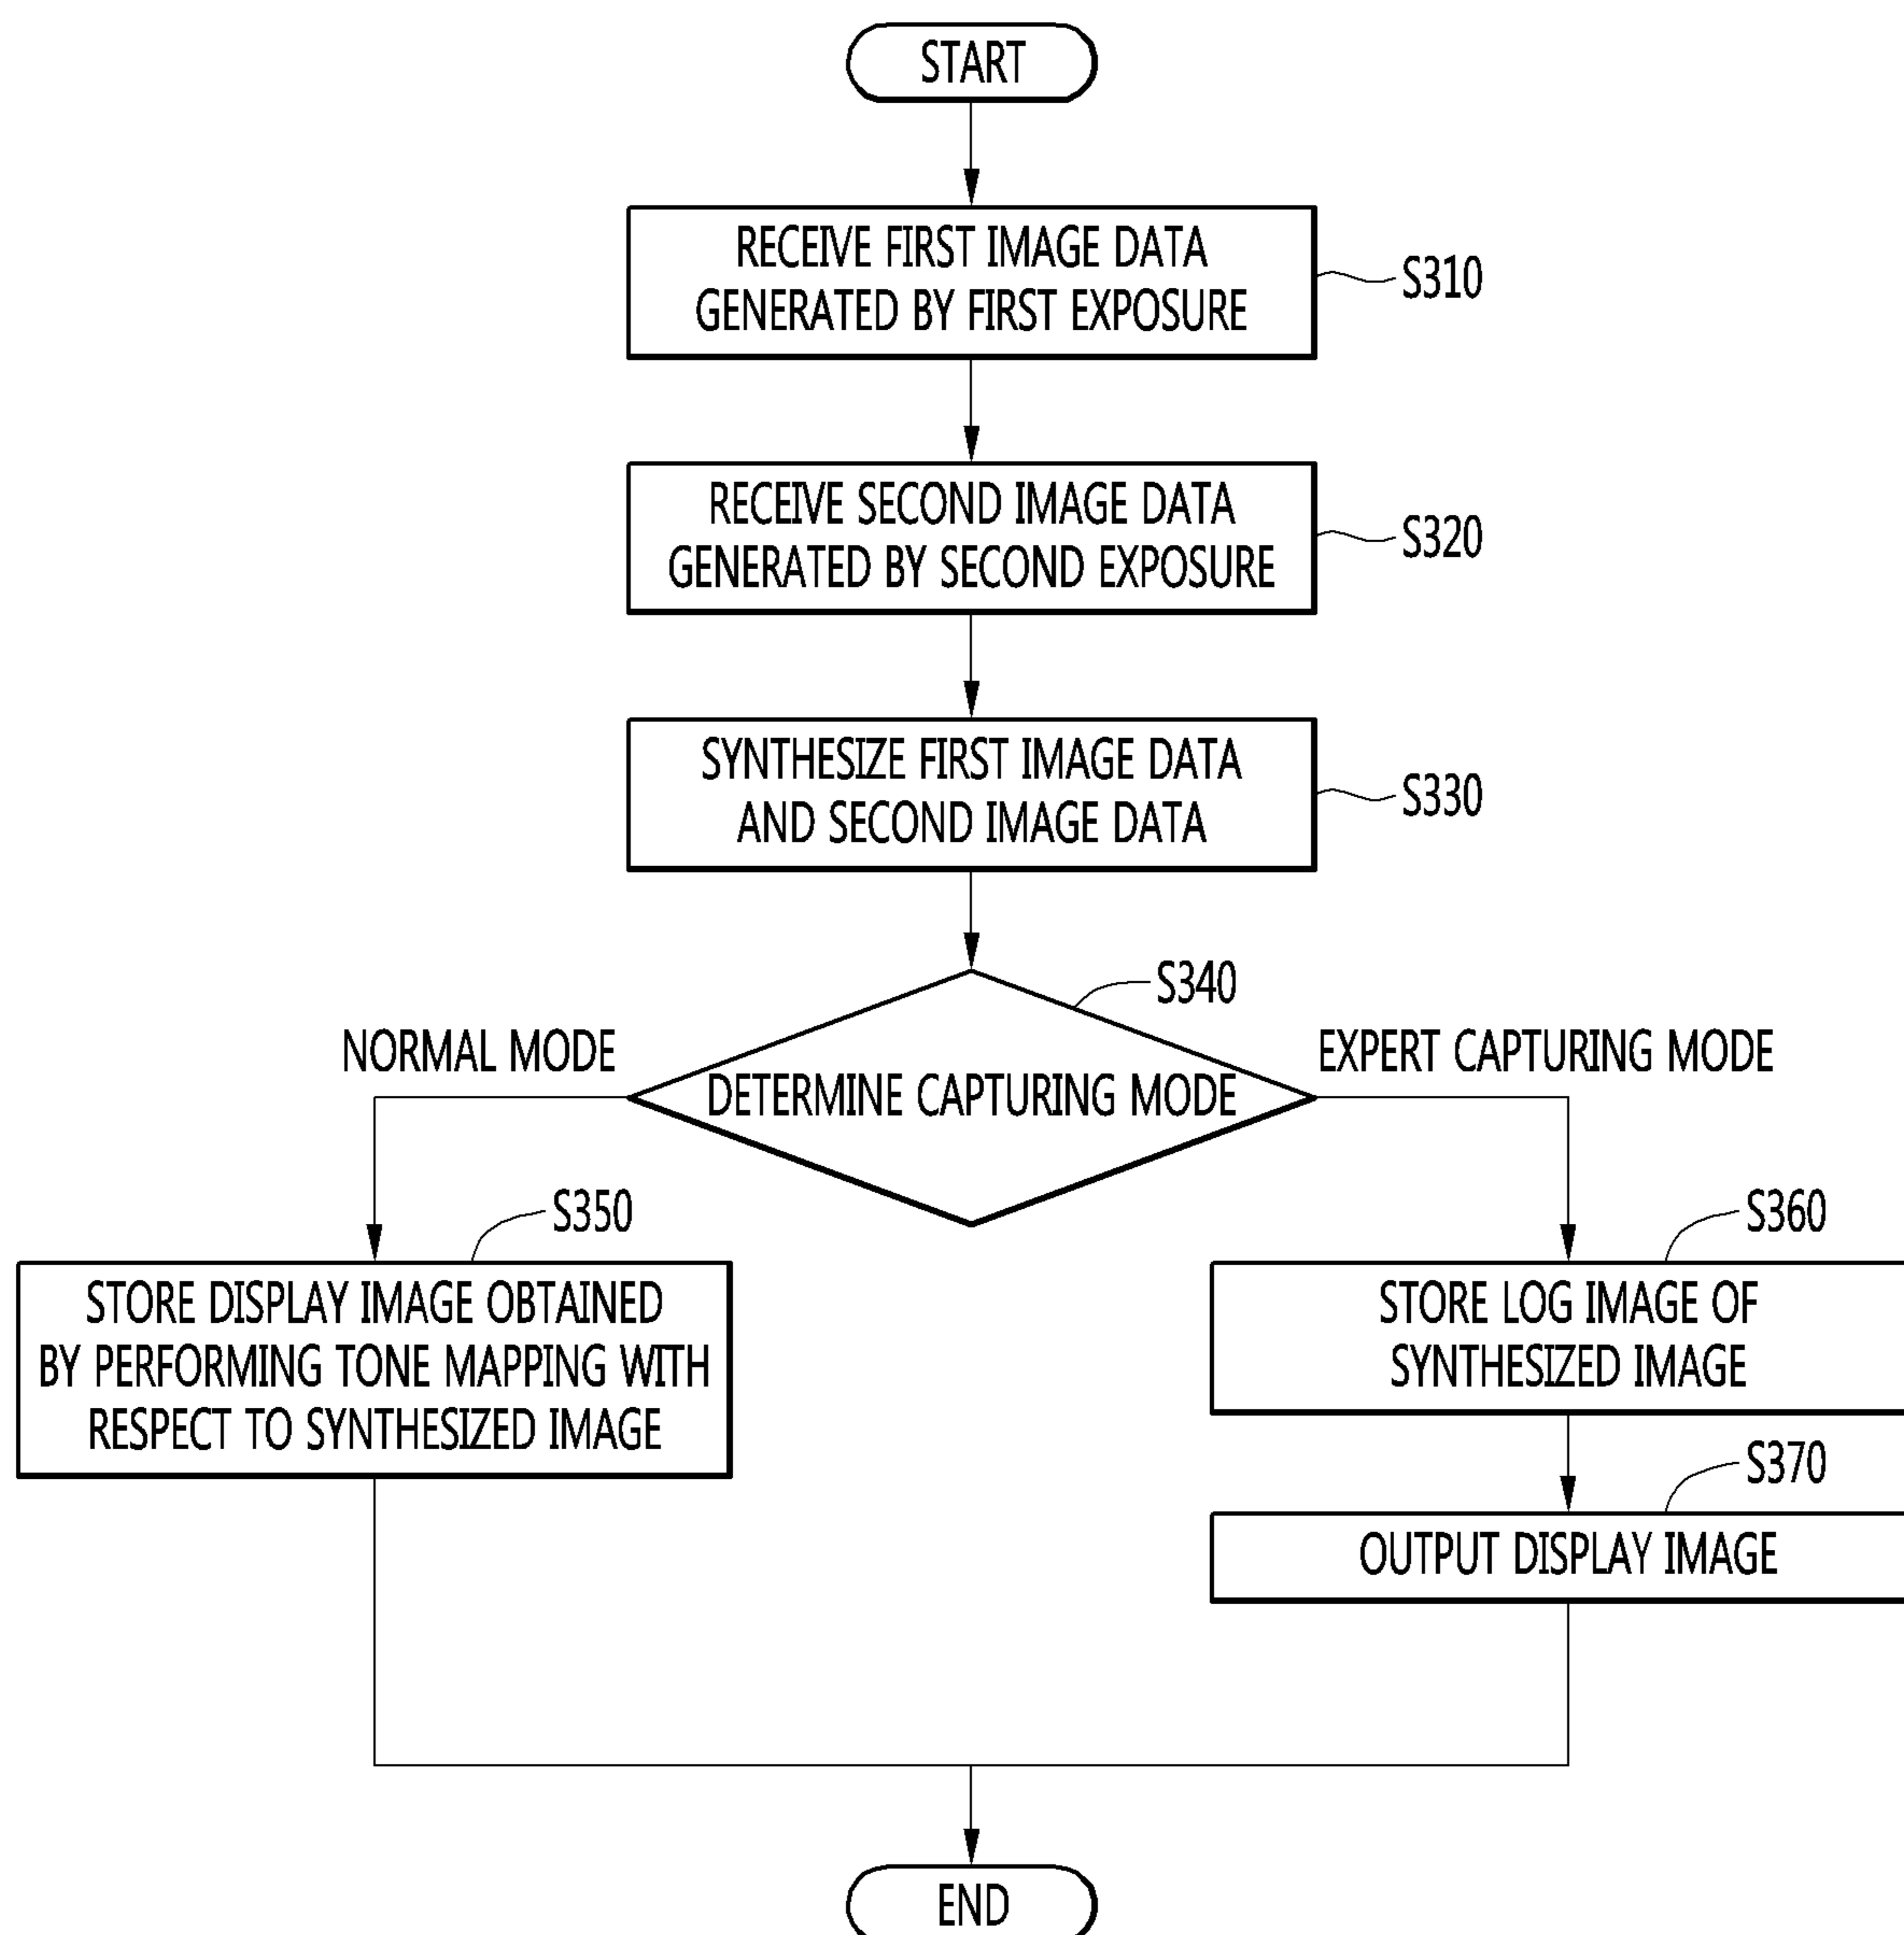 START
RECEIVE FIRST IMAGE DATA
GENERATED BY FIRST EXPOSURE
S310
RECEIVE SECOND IMAGE DATA
GENERATED BY SECOND EXPOSURE
S320
SYNTHESIZE FIRST IMAGE DATA
AND SECOND IMAGE DATA
S330
S340
NORMAL MODE
DETERMINE CAPTURING MODE
EXPERT CAPTURING MODE
S350
STORE DISPLAY IMAGE OBTAINED
BY PERFORMING TONE MAPPING WITH
RESPECT TO SYNTHESIZED IMAGE
S360
STORE LOG IMAGE OF
SYNTHESIZED IMAGE
S370
OUTPUT DISPLAY IMAGE
END